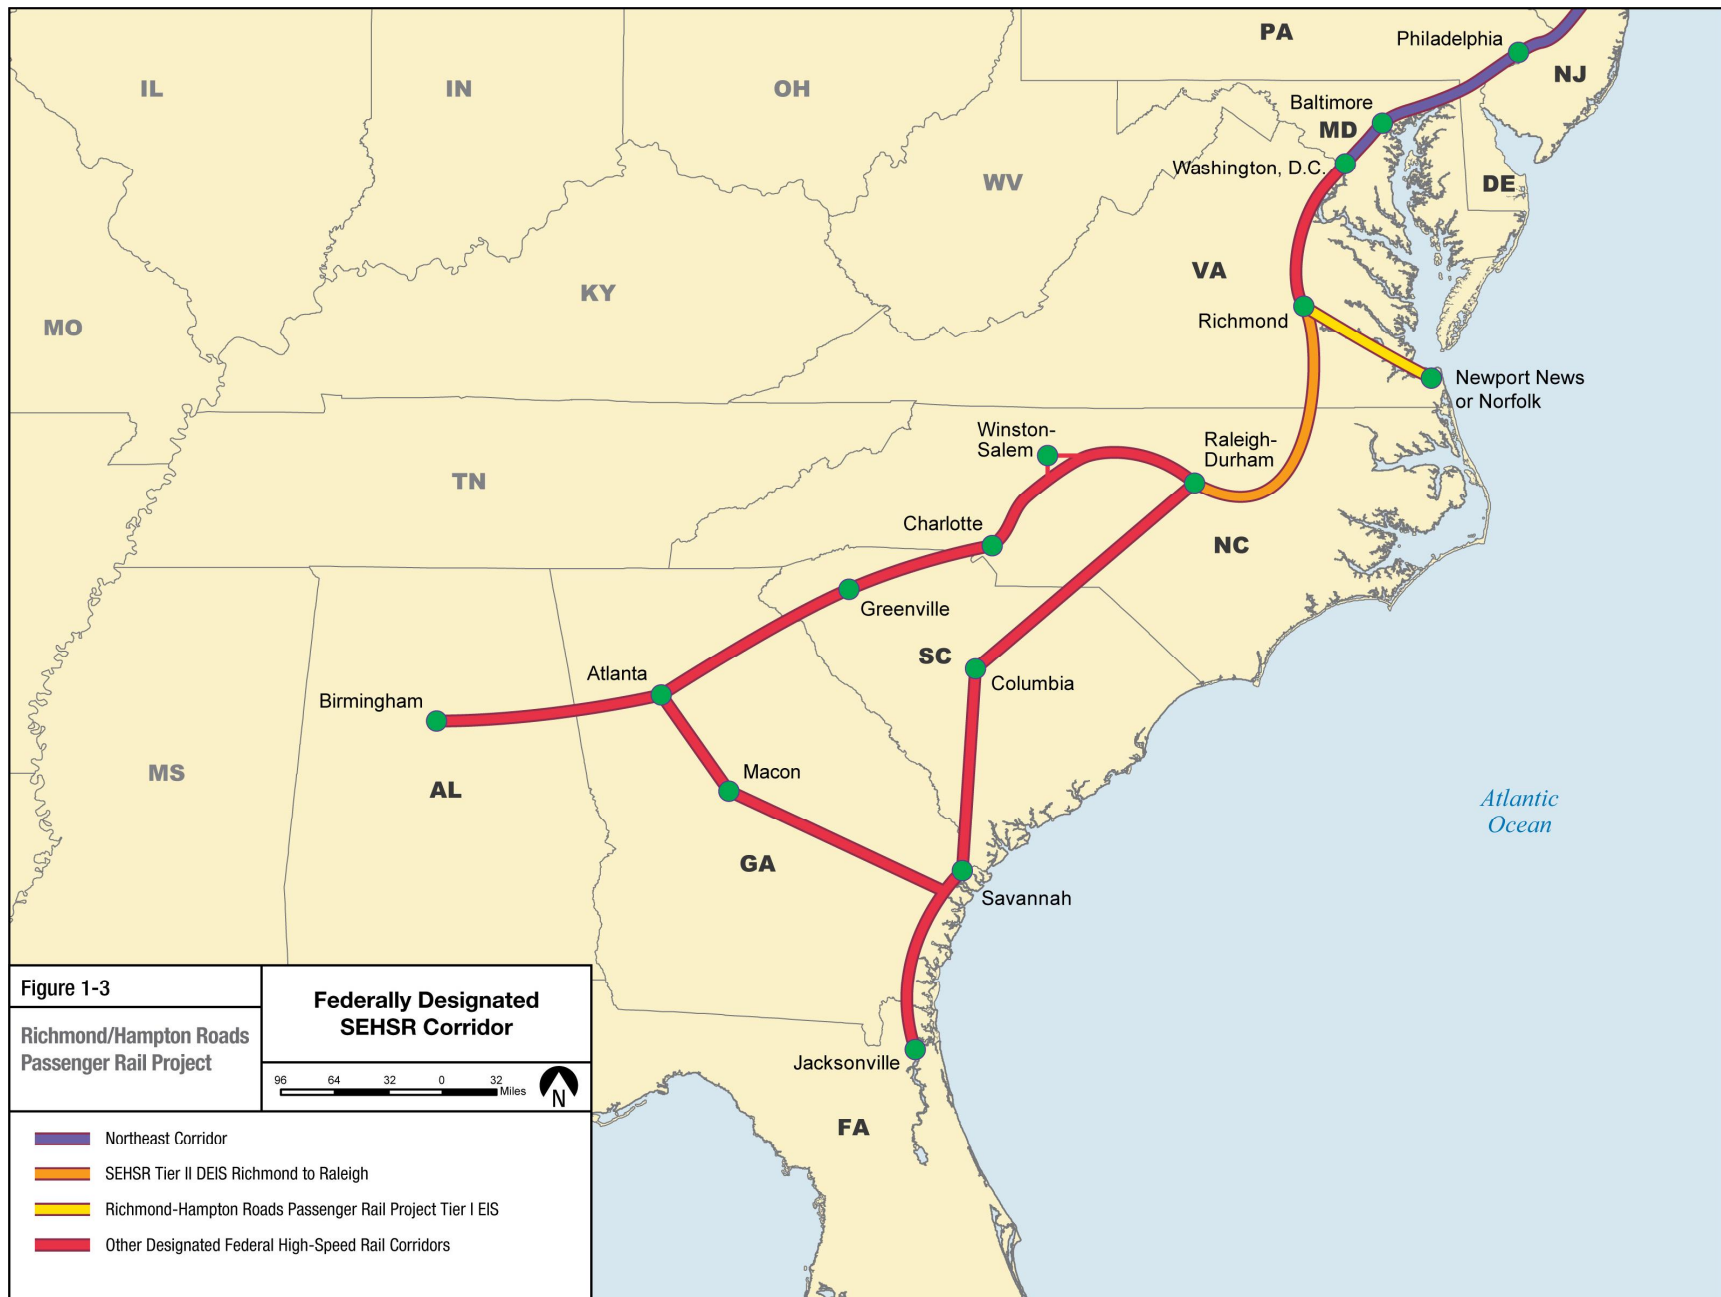 PA
Philadelphia
NJ
IL
IN
OH
Baltimore
MD
Washington, D.C.
WV
DE
VA
KY
MO
Richmond
Newport News
or Norfolk
Winston-
Salem
Raleigh-
Durham
TN
Charlotte
NC
Greenville
SC
Columbia
Atlanta
Birmingham
MS
AL
Macon
GA
Atlantic
Ocean
Savannah
Jacksonville
FA
Figure 1-3
Richmond/Hampton Roads
Passenger Rail Project
Federally Designated
SEHSR Corridor
96 64 32 0 32
Miles
N
Northeast Corridor
SEHSR Tier II DEIS Richmond to Raleigh
Richmond-Hampton Roads Passenger Rail Project Tier I EIS
Other Designated Federal High-Speed Rail Corridors